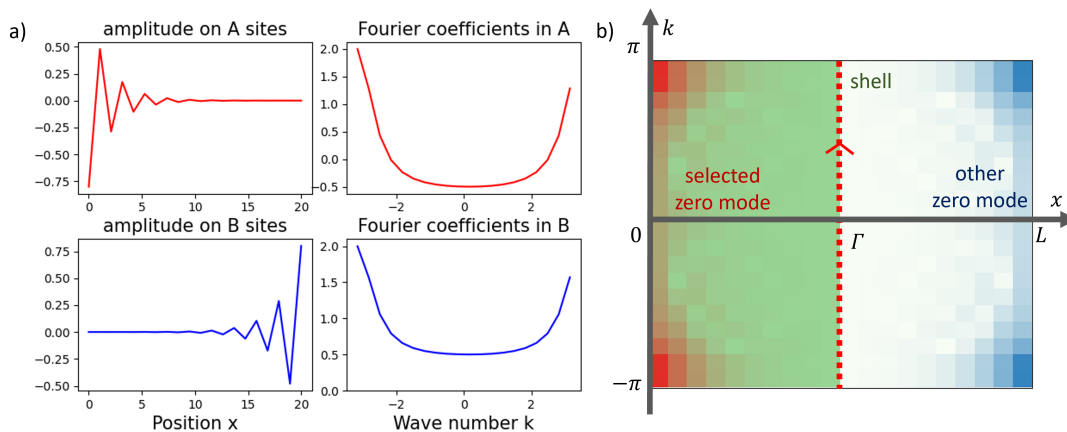 a)
amplitude on A sites
0.50
0.25
0.00
−0.25
−0.50
−0.75
0
5
10
15
20
Fourier coefficients in A
2.0
1.5
1.0
0.5
0.0
−0.5
−2
0
2
amplitude on B sites
0.75
0.50
0.25
0.00
−0.25
−0.50
0
5
10
15
20
Position x
Fourier coefficients in B
2.0
1.5
1.0
0.5
0.0
−2
0
2
Wave number k
b)
k
π
shell
selected
zero mode
other
zero mode
x
0
Γ
L
−π